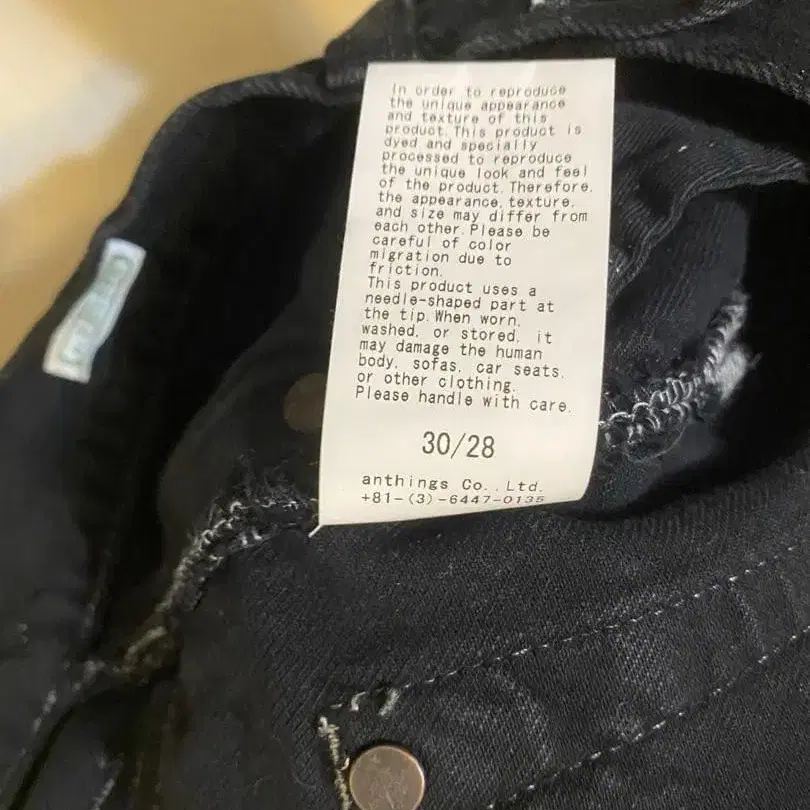 In order to reproduce
the unique appearance
and texture of this
product. This product is
dyed and specially
processed to reproduce
the unique look and feel
of the product. Therefore,
the appearance, texture,
and size may differ from
each other. Please be
careful of color
migration due to
friction.
This product uses a
needle-shaped part at
the tip. When worn,
washed, or stored, it
may damage the human
body, sofas, car seats,
or other clothing.
Please handle with care.
30/28
anthings Co., Ltd.
+81-(3)-6447-0135